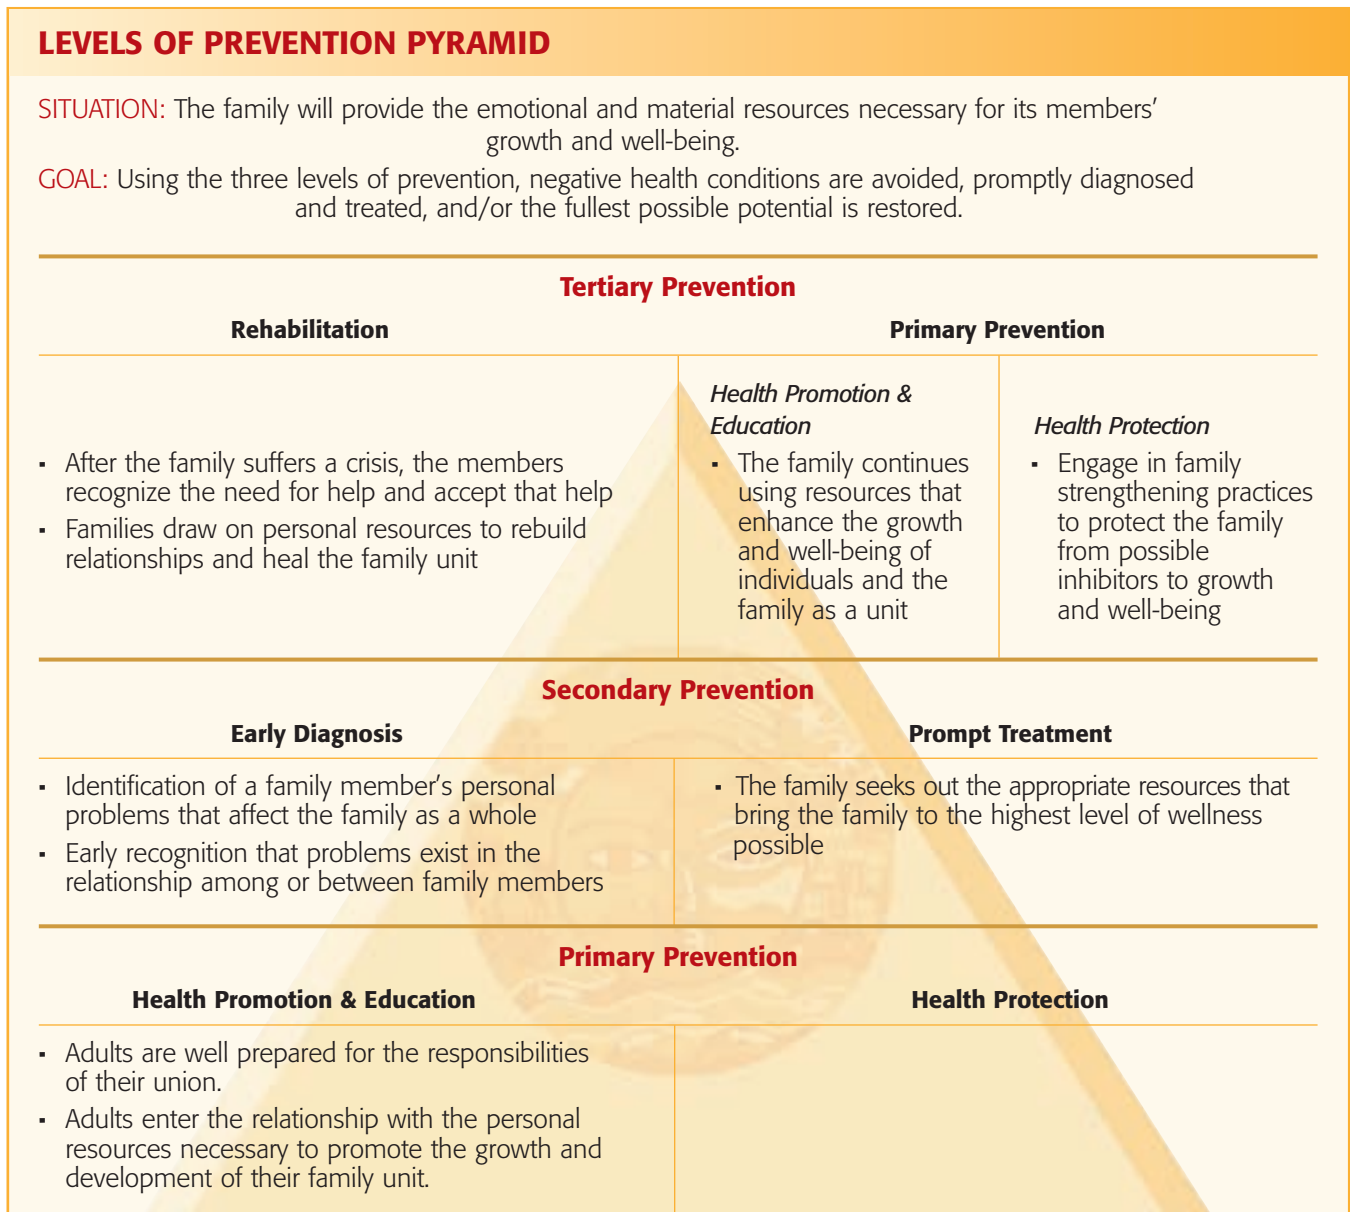 LEVELS OF PREVENTION PYRAMID
SITUATION: The family will provide the emotional and material resources necessary for its members’
growth and well-being.
GOAL: Using the three levels of prevention, negative health conditions are avoided, promptly diagnosed
and treated, and/or the fullest possible potential is restored.
Tertiary Prevention
Rehabilitation
▪ After the family suffers a crisis, the members
recognize the need for help and accept that help
▪ Families draw on personal resources to rebuild
relationships and heal the family unit
Primary Prevention
Health Promotion &
Education
▪ The family continues
using resources that
enhance the growth
and well-being of
individuals and the
family as a unit
Health Protection
▪ Engage in family
strengthening practices
to protect the family
from possible
inhibitors to growth
and well-being
Secondary Prevention
Early Diagnosis
▪ Identification of a family member’s personal
problems that affect the family as a whole
▪ Early recognition that problems exist in the
relationship among or between family members
Prompt Treatment
▪ The family seeks out the appropriate resources that
bring the family to the highest level of wellness
possible
Primary Prevention
Health Promotion & Education
▪ Adults are well prepared for the responsibilities
of their union.
▪ Adults enter the relationship with the personal
resources necessary to promote the growth and
development of their family unit.
Health Protection